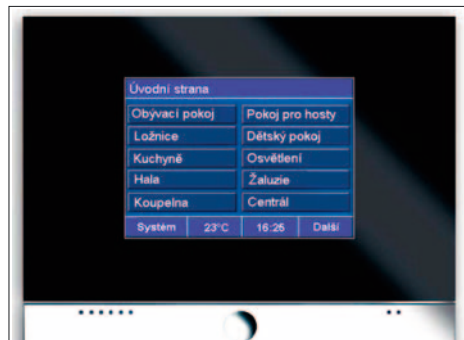 Úvodní strana
Obývací pokoj
Pokoj pro hosty
Ložnice
Dětský pokoj
Kuchyně
Osvětlení
Hala
Žaluzie
Koupelna
Centrál
Systém 23°C 16:25 Další